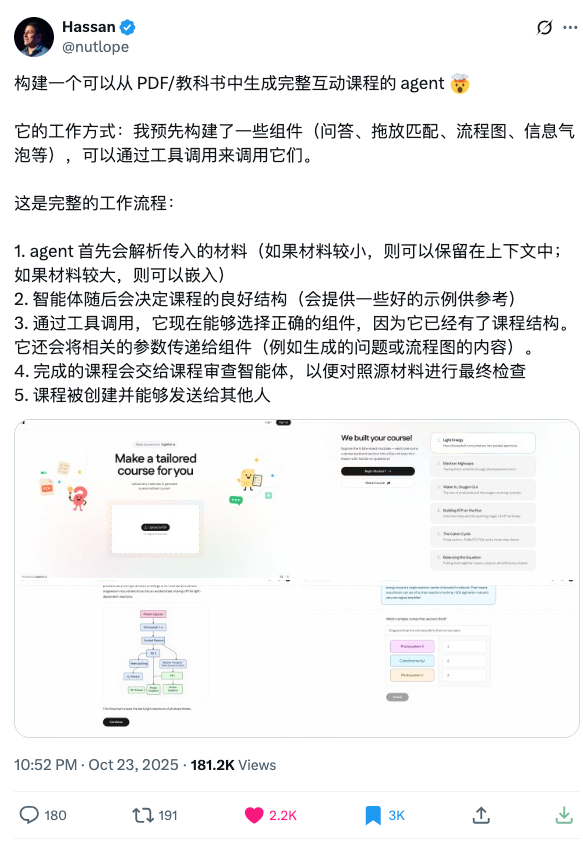 Hassan
@nutlope
构建一个可以从 PDF/教科书中生成完整互动课程的 agent 🤯
它的工作方式：我预先构建了一些组件（问答、拖放匹配、流程图、信息气
泡等），可以通过工具调用来调用它们。
这是完整的工作流程：
1. agent 首先会解析传入的材料（如果材料较小，则可以保留在上下文中；
如果材料较大，则可以嵌入）
2. 智能体随后会决定课程的良好结构（会提供一些好的示例供参考）
3. 通过工具调用，它现在能够选择正确的组件，因为它已经有了课程结构。
它还会将相关的参数传递给组件（例如生成的问题或流程图的内容）。
4. 完成的课程会交给课程审查智能体，以便对照源材料进行最终检查
5. 课程被创建并能够发送给其他人
Make a tailored
course for you
We built your course!
Light Energy
Electron Highways
Water In, Oxygen Out
Building ATP on the Run
The Calvin Cycle
Balancing the Equation
Continue
Photosystem II
Cytochrome b6f
Photosystem I
10:52 PM · Oct 23, 2025 · 181.2K Views
180
191
2.2K
3K